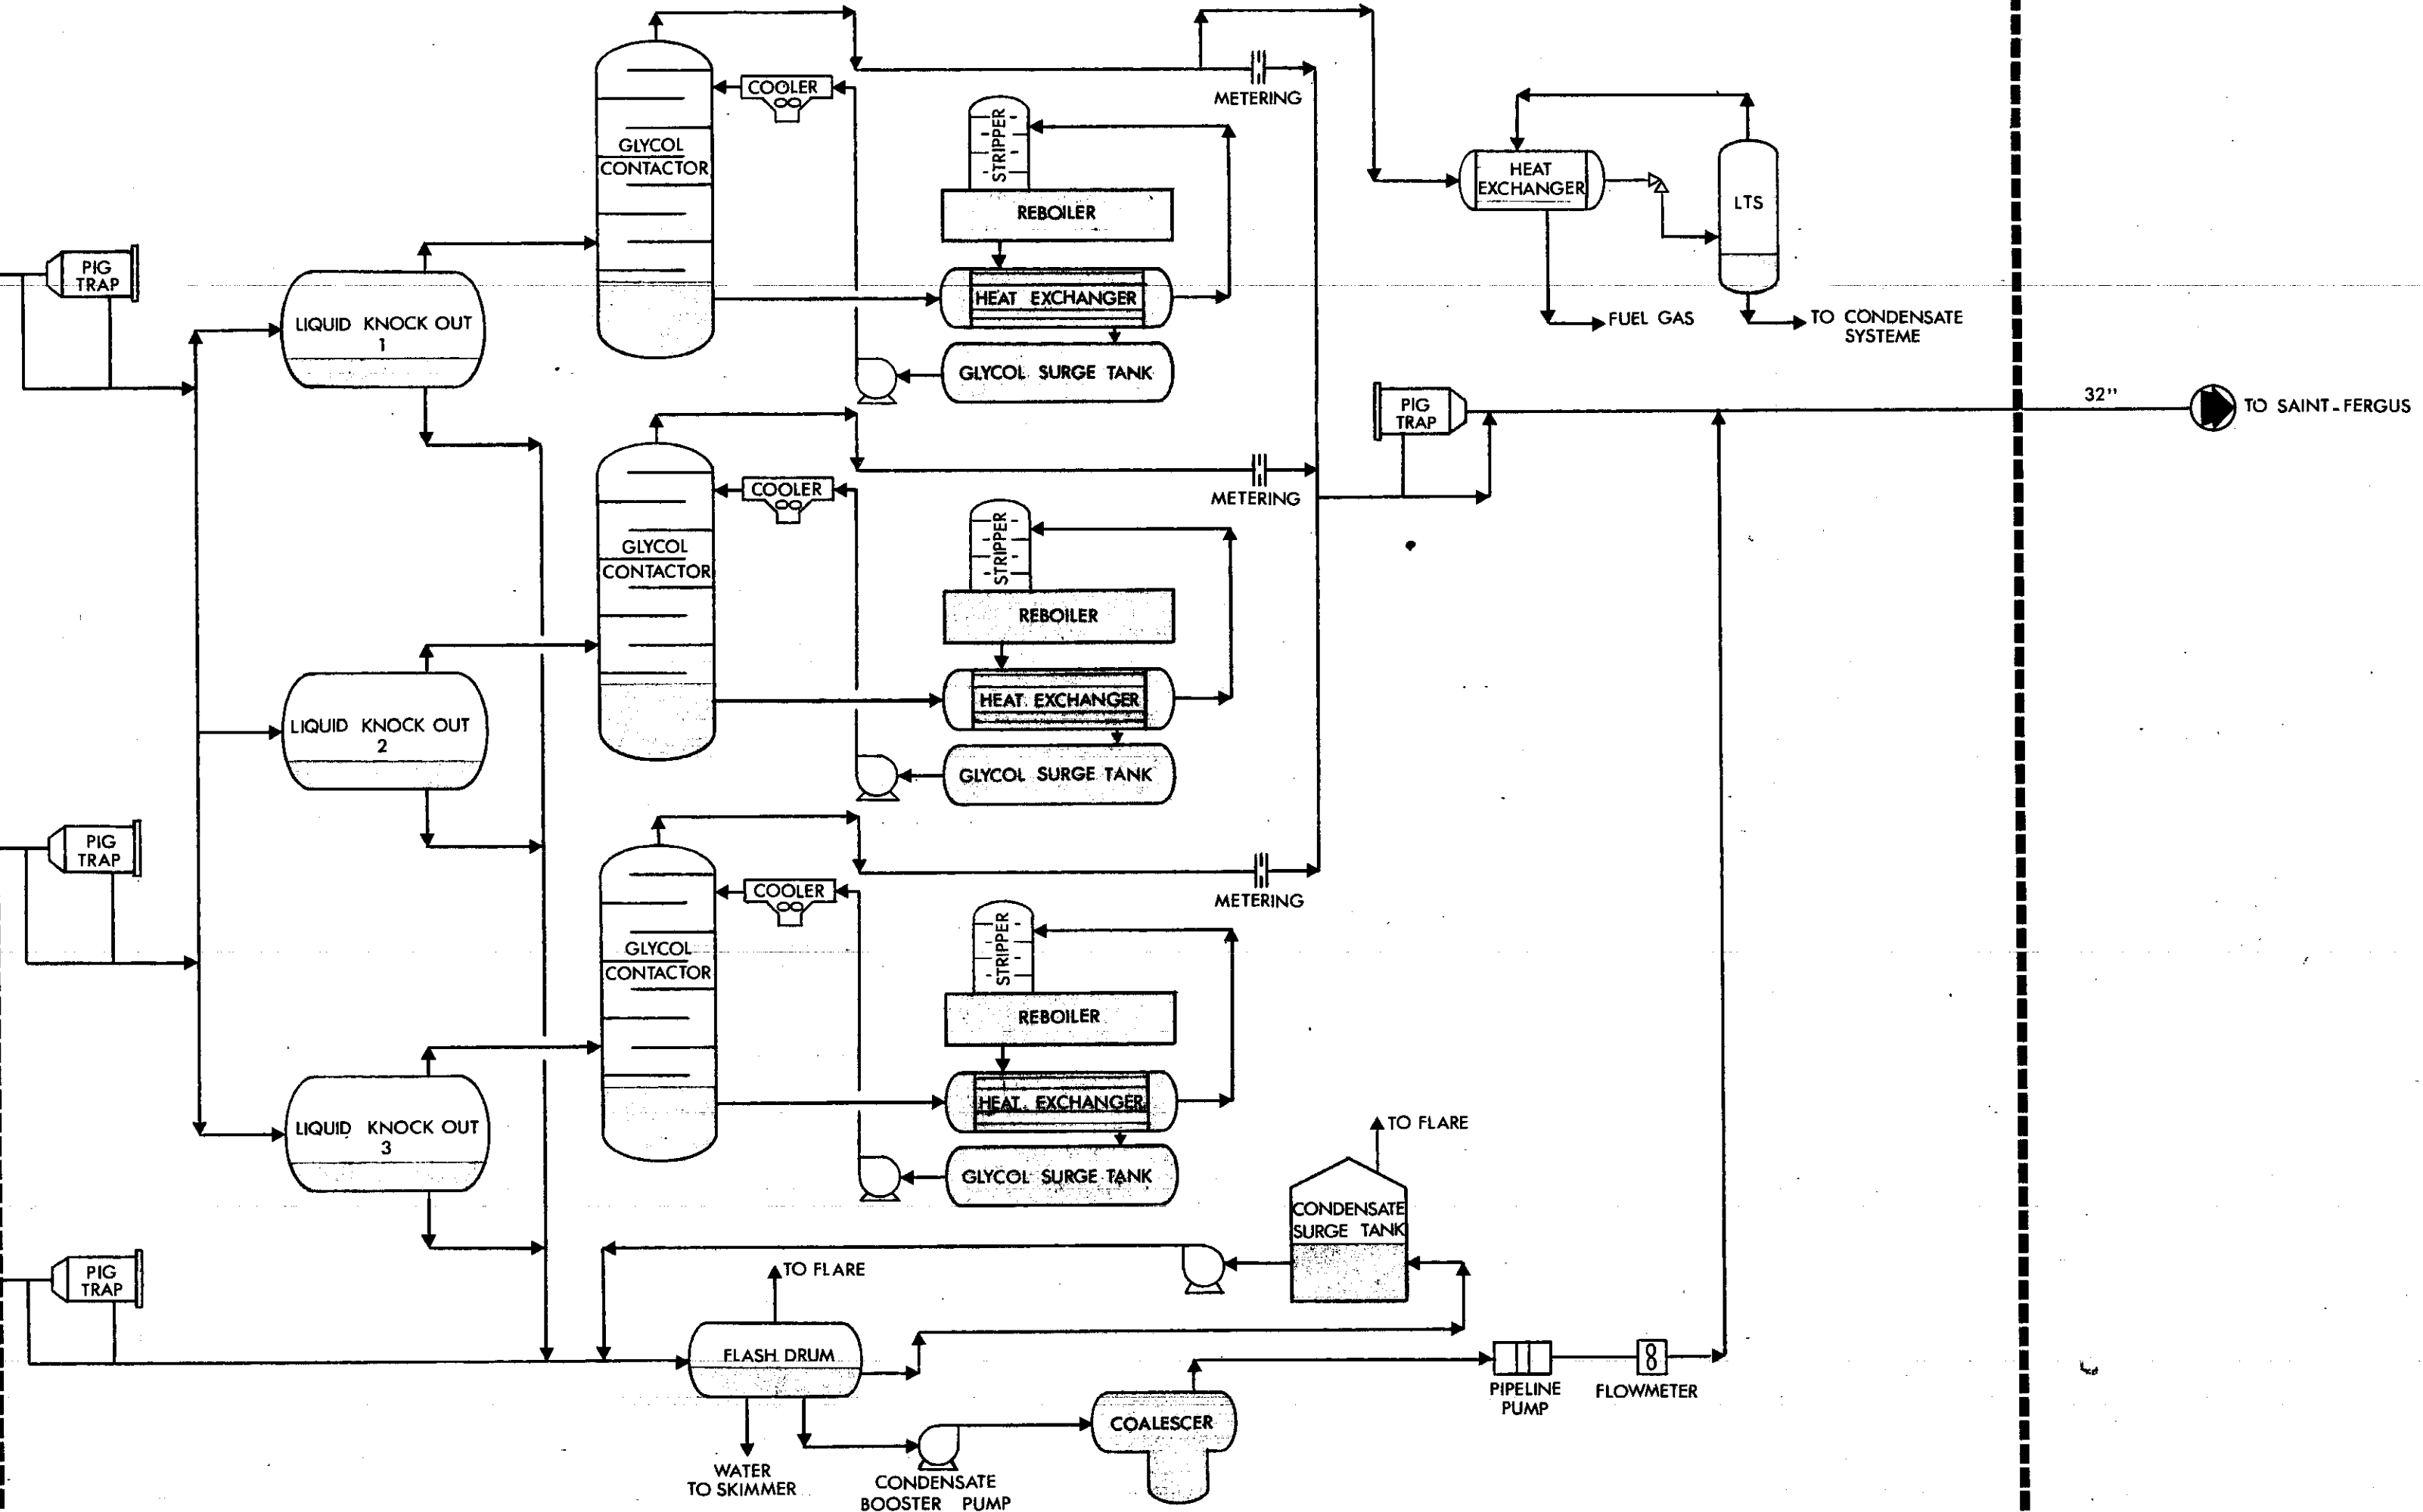 COOLER
METERING
GLYCOL
CONTACTOR
STRIPPER
REBOILER
HEAT EXCHANGER
GLYCOL SURGE TANK
HEAT
EXCHANGER
LTS
FUEL GAS
TO CONDENSATE
SYSTEME
PIG
TRAP
LIQUID KNOCK OUT
1
PIG
TRAP
32"
TO SAINT-FERGUS
COOLER
METERING
GLYCOL
CONTACTOR
STRIPPER
REBOILER
HEAT EXCHANGER
GLYCOL SURGE TANK
LIQUID KNOCK OUT
2
PIG
TRAP
COOLER
METERING
GLYCOL
CONTACTOR
STRIPPER
REBOILER
HEAT EXCHANGER
GLYCOL SURGE TANK
LIQUID KNOCK OUT
3
TO FLARE
CONDENSATE
SURGE TANK
PIG
TRAP
TO FLARE
FLASH DRUM
WATER
TO SKIMMER
CONDENSATE
BOOSTER PUMP
COALESCER
PIPELINE
PUMP
8
FLOWMETER